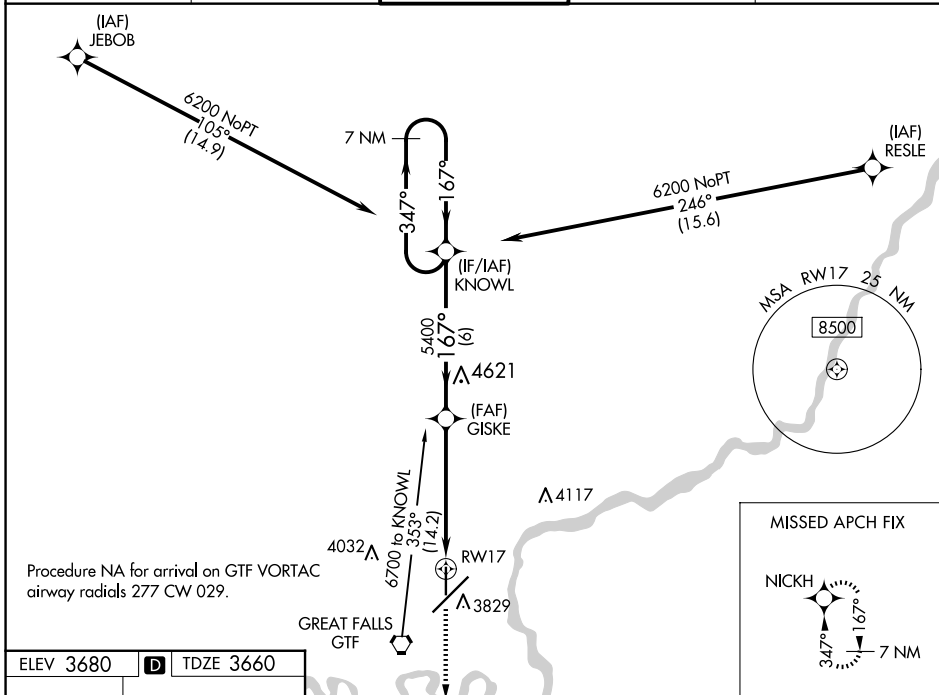 (IAF)
JEBOB
6200 NoPT
105°
(14.9)
7 NM
347°
167°
(IAF)
RESLE
6200 NoPT
246°
(15.6)
(IF/IAF)
KNOWL
5400
167°
(6)
4621
(FAF)
GISKE
MSA RW17 25 NM
8500
4117
6700 to KNOWL
353°
(14.2)
4032
RW17
3829
Procedure NA for arrival on GTF VORTAC
airway radials 277 CW 029.
GREAT FALLS
GTF
MISSED APCH FIX
NICKH
347°
167°
7 NM
ELEV 3680 D TDZE 3660